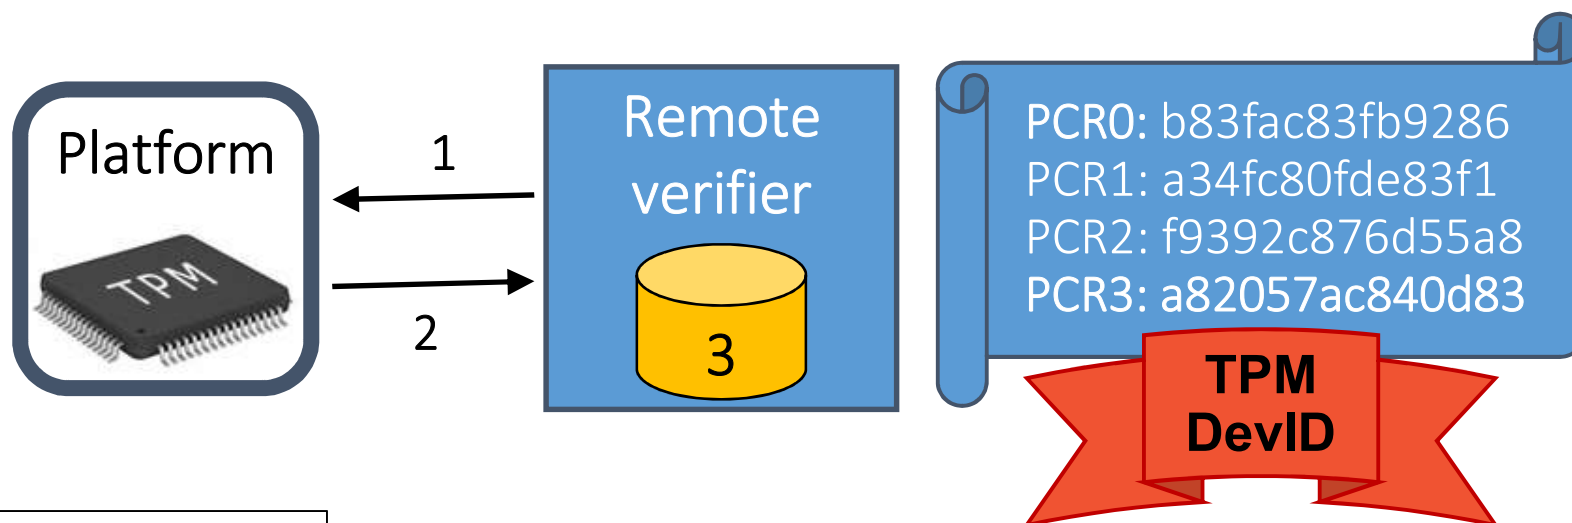 Platform
TPM
1
2
Remote
verifier
3
PCR0: b83fac83fb9286
PCR1: a34fc80fde83f1
PCR2: f9392c876d55a8
PCR3: a82057ac840d83
TPM
DevID